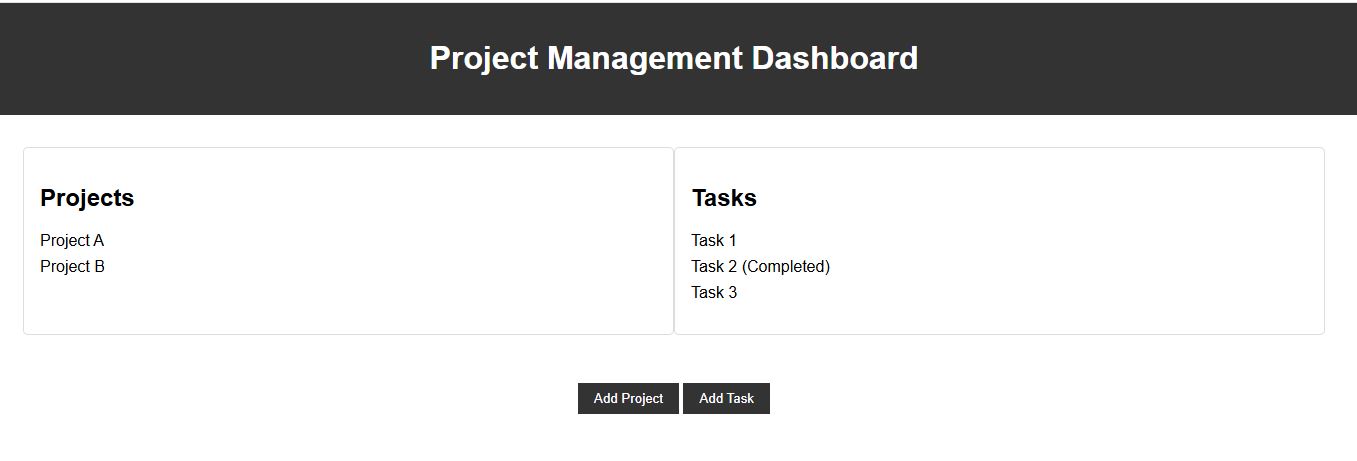 Project Management Dashboard
Projects
Project A
Project B
Tasks
Task 1
Task 2 (Completed)
Task 3
Add Project
Add Task